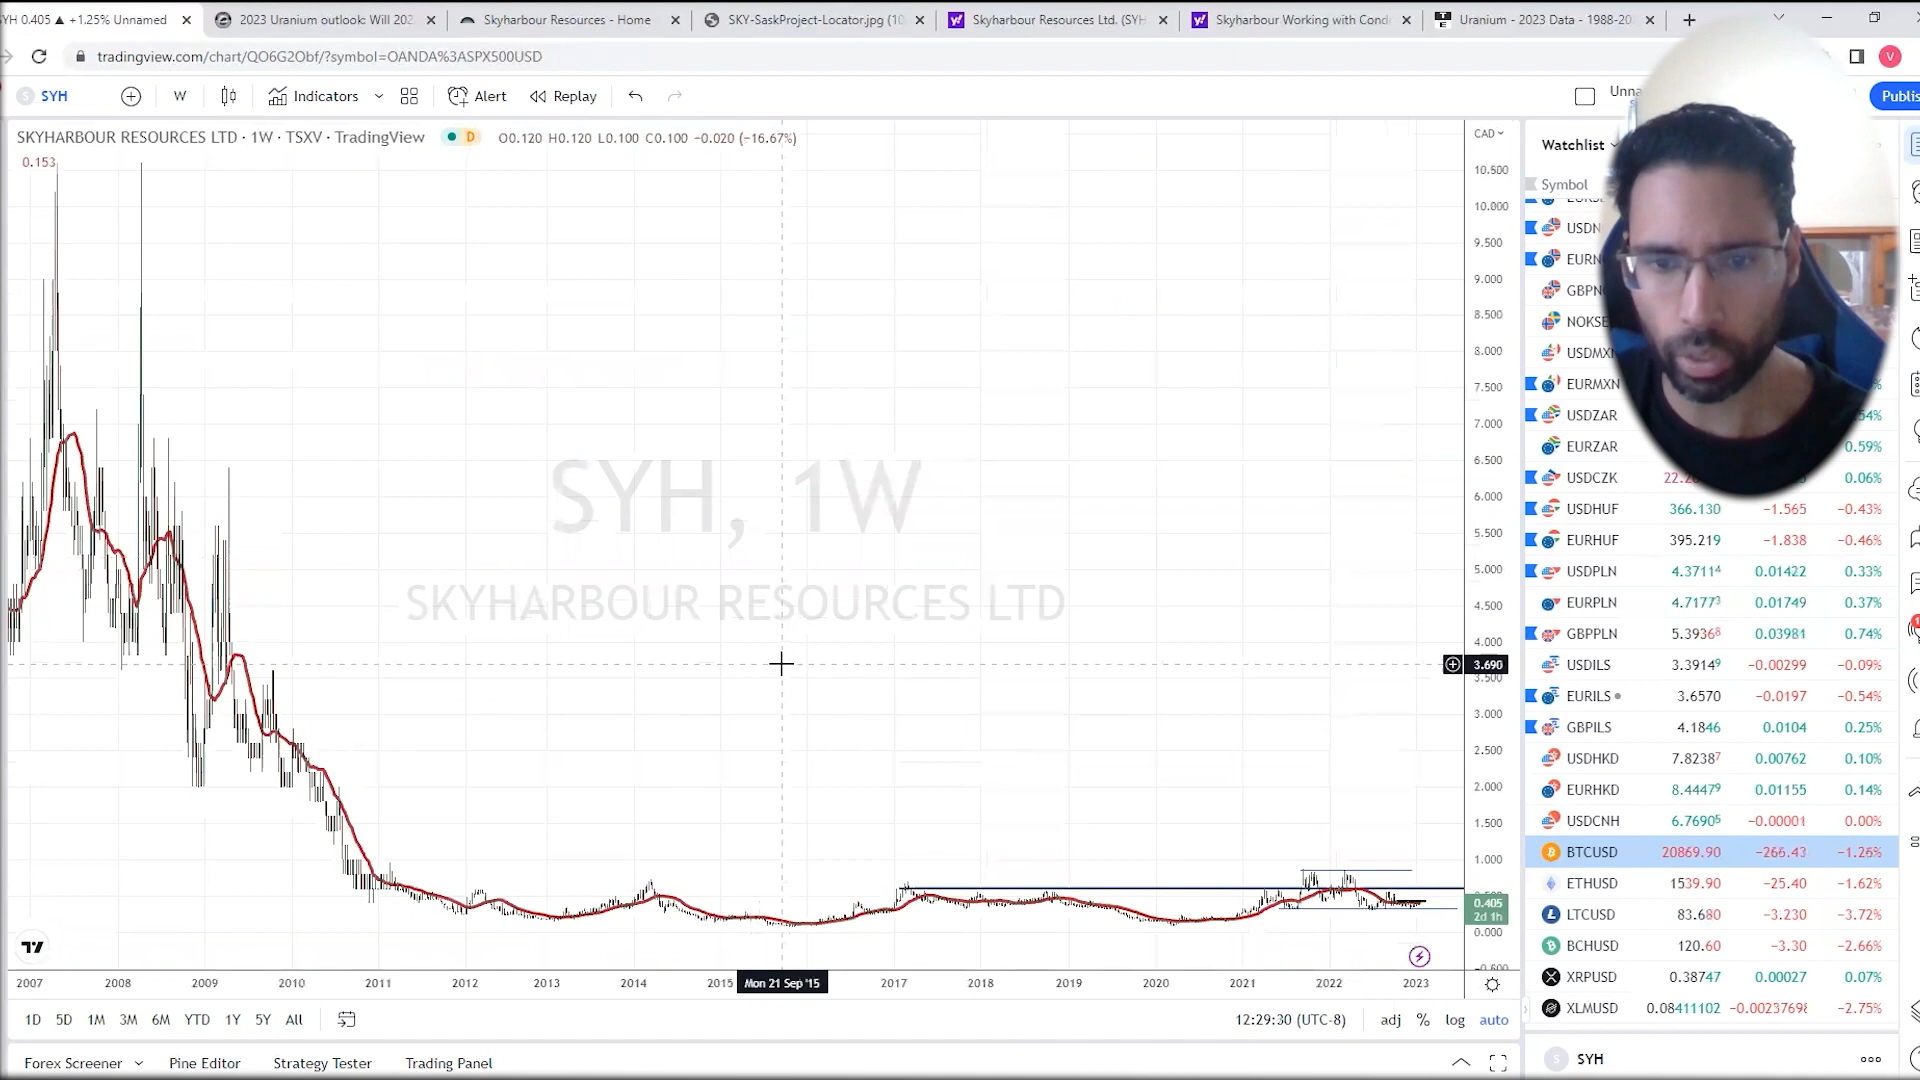 SYH 0.405 ▲ +1.25% Unnamed
2023 Uranium outlook: Will 202
Skyharbour Resources - Home
SKY-SaskProject-Locator.jpg (10
Skyharbour Resources Ltd. (SYH
Skyharbour Working with Cond
Uranium - 2023 Data - 1988-20
tradingview.com/chart/QO6G2Obf/?symbol=OANDA%3ASPX500USD
V
SYH
W
Indicators
Alert
Replay
Publis
SKYHARBOUR RESOURCES LTD · 1W · TSXV · TradingView
D
O0.120 H0.120 L0.100 C0.100 −0.020 (−16.67%)
0.153
CAD
10.500
10.000
9.500
9.000
8.500
8.000
7.500
7.000
6.500
6.000
5.500
5.000
4.500
4.000
3.690
3.500
3.000
2.500
2.000
1.500
1.000
0.405
2d 1h
0.000
SYH, 1W
SKYHARBOUR RESOURCES LTD
2007 2008 2009 2010 2011 2012 2013 2014 2015 Mon 21 Sep '15 2017 2018 2019 2020 2021 2022 2023
1D 5D 1M 3M 6M YTD 1Y 5Y All
12:29:30 (UTC-8) adj % log auto
Forex Screener Pine Editor Strategy Tester Trading Panel
Watchlist
Symbol
USDN
EURN
GBPN
NOKSE
USDMXN
EURMXN
USDZAR
EURZAR 0.59%
USDCZK 0.06%
USDHUF 366.130 −1.565 −0.43%
EURHUF 395.219 −1.838 −0.46%
USDPLN 4.37114 0.01422 0.33%
EURPLN 4.71773 0.01749 0.37%
GBPPLN 5.39368 0.03981 0.74%
USDILS 3.39149 −0.00299 −0.09%
EURILS 3.6570 −0.0197 −0.54%
GBPILS 4.1846 0.0104 0.25%
USDHKD 7.82387 0.00762 0.10%
EURHKD 8.44479 0.01155 0.14%
USDCNH 6.76905 −0.00001 0.00%
BTCUSD 20869.90 −266.43 −1.26%
ETHUSD 1539.90 −25.40 −1.62%
LTCUSD 83.680 −3.230 −3.72%
BCHUSD 120.60 −3.30 −2.66%
XRPUSD 0.38747 0.00027 0.07%
XLMUSD 0.08411102 −0.00237698 −2.75%
SYH